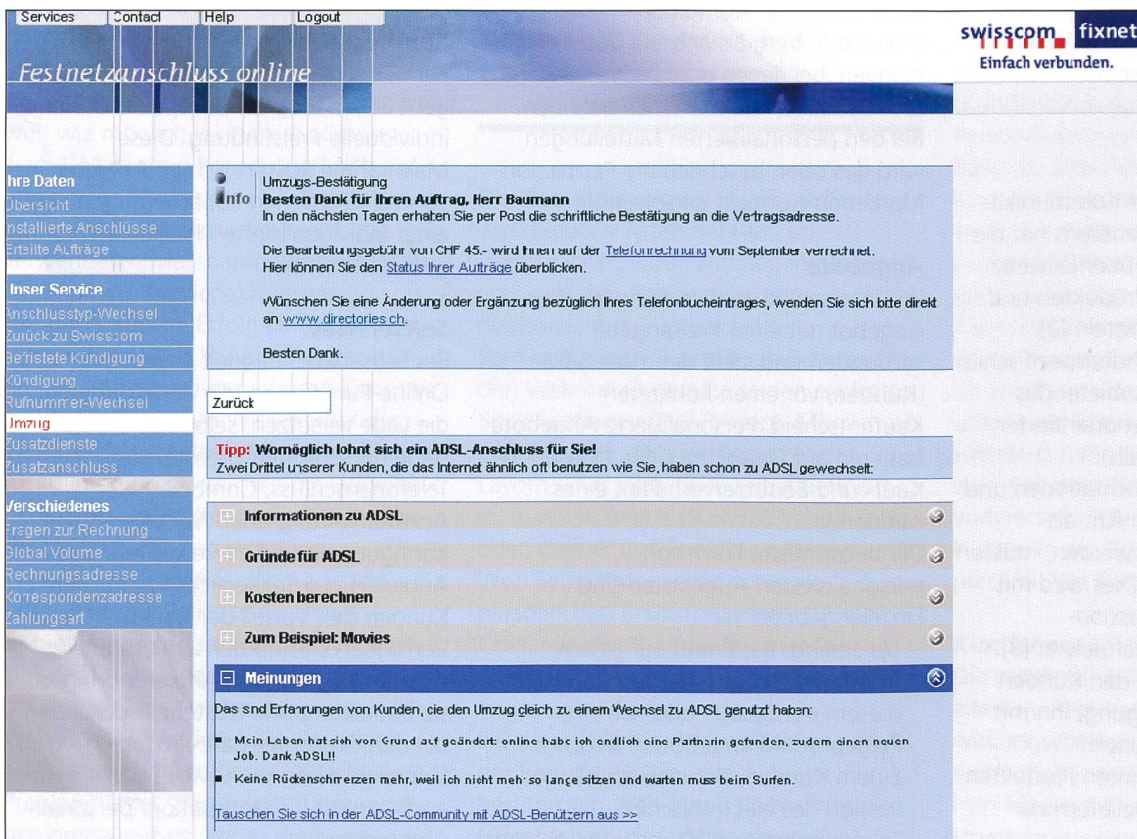 Services Contact Help Logout
swisscom fixnet
Einfach verbunden.
Festnetzanschluss online
hre Daten
Übersicht
nstallierte Anschlüsse
Erteilte Aufträge
Unser Service
Anschlusstyp-Wechsel
Zurück zu Swisscom
Befristete Kündigung
Kündigung
Rufnummer-Wechsel
Umzug
Zusatzdienste
Zusatzanschluss
Verschiedenes
Fragen zur Rechnung
Global Volume
Rechnungsadresse
Korrespondenzadresse
Zahlungsart
info
Umzugs-Bestätigung
Besten Dank für Ihren Auftrag, Herr Baumann
In den nächsten Tagen erhalten Sie per Post die schriftliche Bestätigung an die Vertragsadresse.
Die Bearbeitungsgebühr von CHF 45.- wird Ihnen auf der Telefonrechnung vom September verrechnet.
Hier können Sie den Status Ihrer Aufträge überblicken.
Wünschen Sie eine Änderung oder Ergänzung bezüglich Ihres Telefonbucheintrages, wenden Sie sich bitte direkt
an www.directories.ch.
Besten Dank.
Zurück
Tipp: Womöglich lohnt sich ein ADSL-Anschluss für Sie!
Zwei Drittel unserer Kunden, die das Internet ähnlich oft benutzen wie Sie, haben schon zu ADSL gewechselt:
Informationen zu ADSL
Gründe für ADSL
Kosten berechnen
Zum Beispiel: Movies
Meinungen
Das sind Erfahrungen von Kunden, die den Umzug gleich zu einem Wechsel zu ADSL genutzt haben:
Mein Leben hat sich von Grund auf geändert: online habe ich endlich eine Partnerin gefunden, zudem einen neuen
Job. Dank ADSL!!
Keine Rückenschmerzen mehr, weil ich nicht mehr so lange sitzen und warten muss beim Surfen.
Tauschen Sie sich in der ADSL-Community mit ADSL-Benützern aus >>